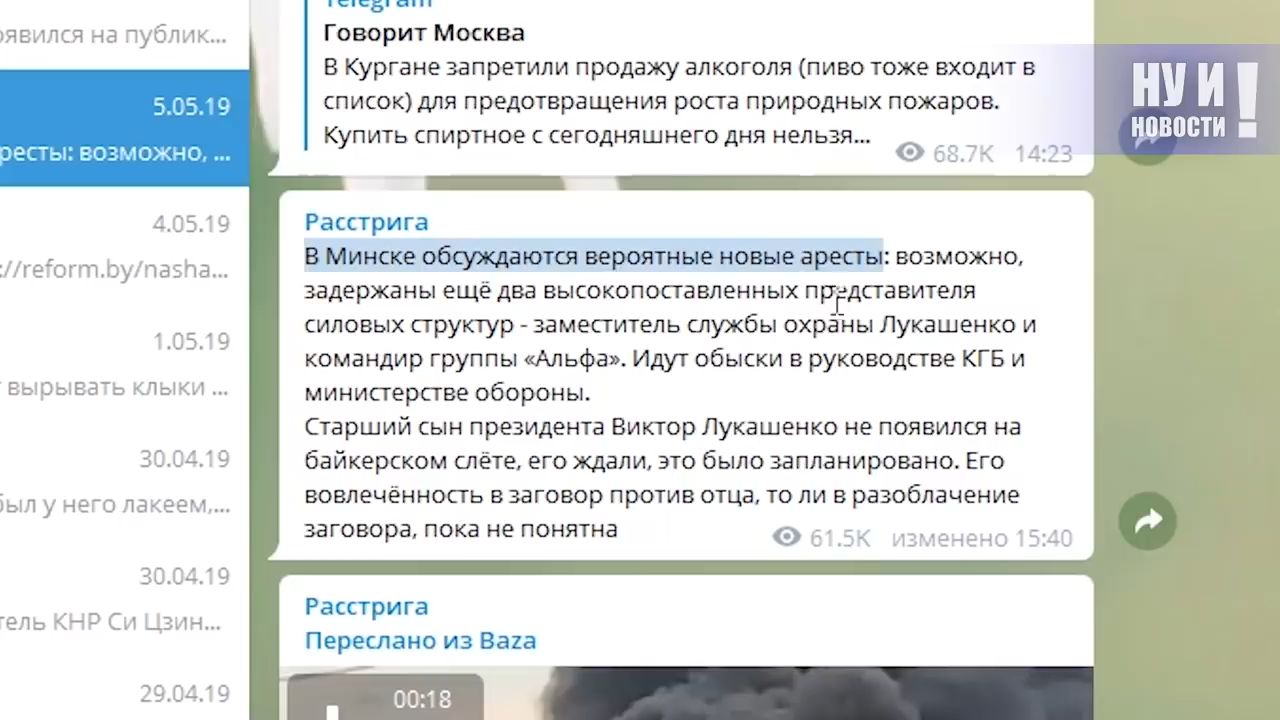 оявился на публик...
5.05.19
ресты: возможно, ...
4.05.19
://reform.by/nasha...
1.05.19
вырывать клыки ...
30.04.19
был у него лакеем,...
30.04.19
тель КНР Си Цзин...
29.04.19
Telegram
Говорит Москва
В Кургане запретили продажу алкоголя (пиво тоже входит в
список) для предотвращения роста природных пожаров.
Купить спиртное с сегодняшнего дня нельзя...
68.7K 14:23
НУ И
НОВОСТИ !
Расстрига
В Минске обсуждаются вероятные новые аресты: возможно,
задержаны ещё два высокопоставленных представителя
силовых структур - заместитель службы охраны Лукашенко и
командир группы «Альфа». Идут обыски в руководстве КГБ и
министерстве обороны.
Старший сын президента Виктор Лукашенко не появился на
байкерском слёте, его ждали, это было запланировано. Его
вовлечённость в заговор против отца, то ли в разоблачение
заговора, пока не понятна
61.5K изменено 15:40
Расстрига
Переслано из Baza
00:18